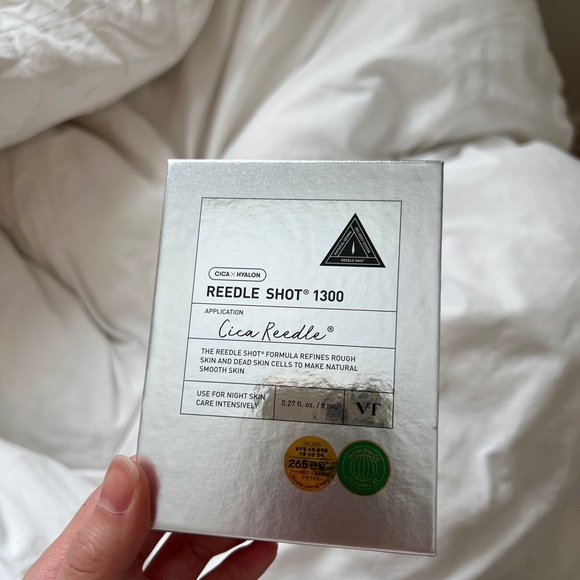 REEDLE SHOT
CICA × HYALON
REEDLE SHOT® 1300
APPLICATION
Cica Reedle®
THE REEDLE SHOT® FORMULA REFINES ROUGH
SKIN AND DEAD SKIN CELLS TO MAKE NATURAL
SMOOTH SKIN
USE FOR NIGHT SKIN
CARE INTENSIVELY
0.27 fl. oz. / 8 mL
VT
265
WORLDWIDE